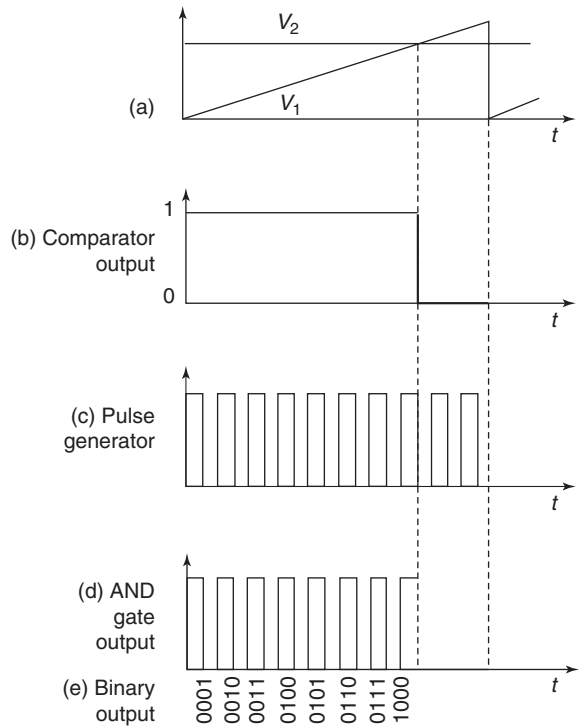 V2
V1
(a)
t
1
(b) Comparator
output
0
t
(c) Pulse
generator
t
(d) AND
gate
output
t
(e) Binary
output
0001
0010
0011
0100
0101
0110
0111
1000